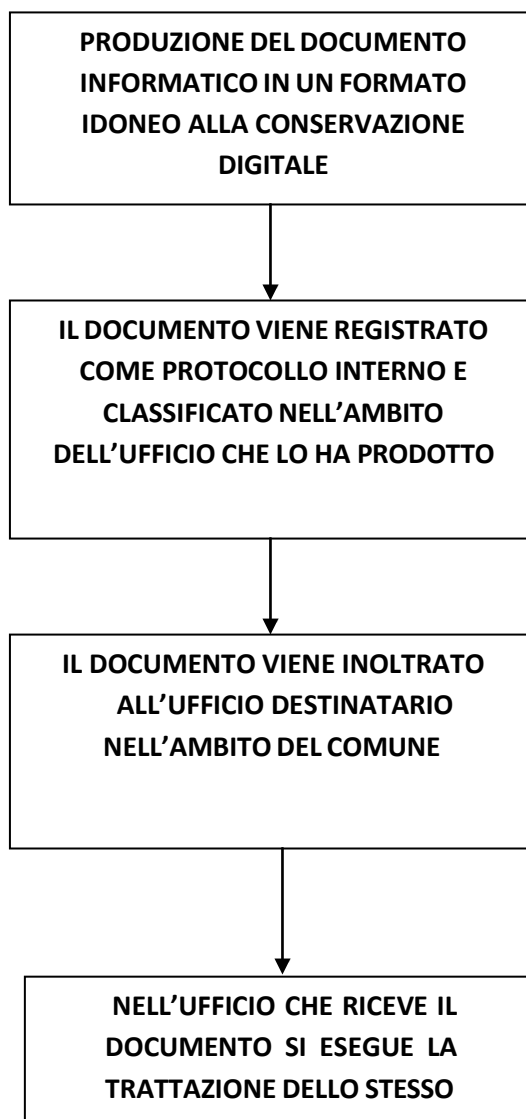 PRODUZIONE DEL DOCUMENTO
INFORMATICO IN UN FORMATO
IDONEO ALLA CONSERVAZIONE
DIGITALE
IL DOCUMENTO VIENE REGISTRATO
COME PROTOCOLLO INTERNO E
CLASSIFICATO NELL’AMBITO
DELL’UFFICIO CHE LO HA PRODOTTO
IL DOCUMENTO VIENE INOLTRATO
ALL’UFFICIO DESTINATARIO
NELL’AMBITO DEL COMUNE
NELL’UFFICIO CHE RICEVE IL
DOCUMENTO SI ESEGUE LA
TRATTAZIONE DELLO STESSO